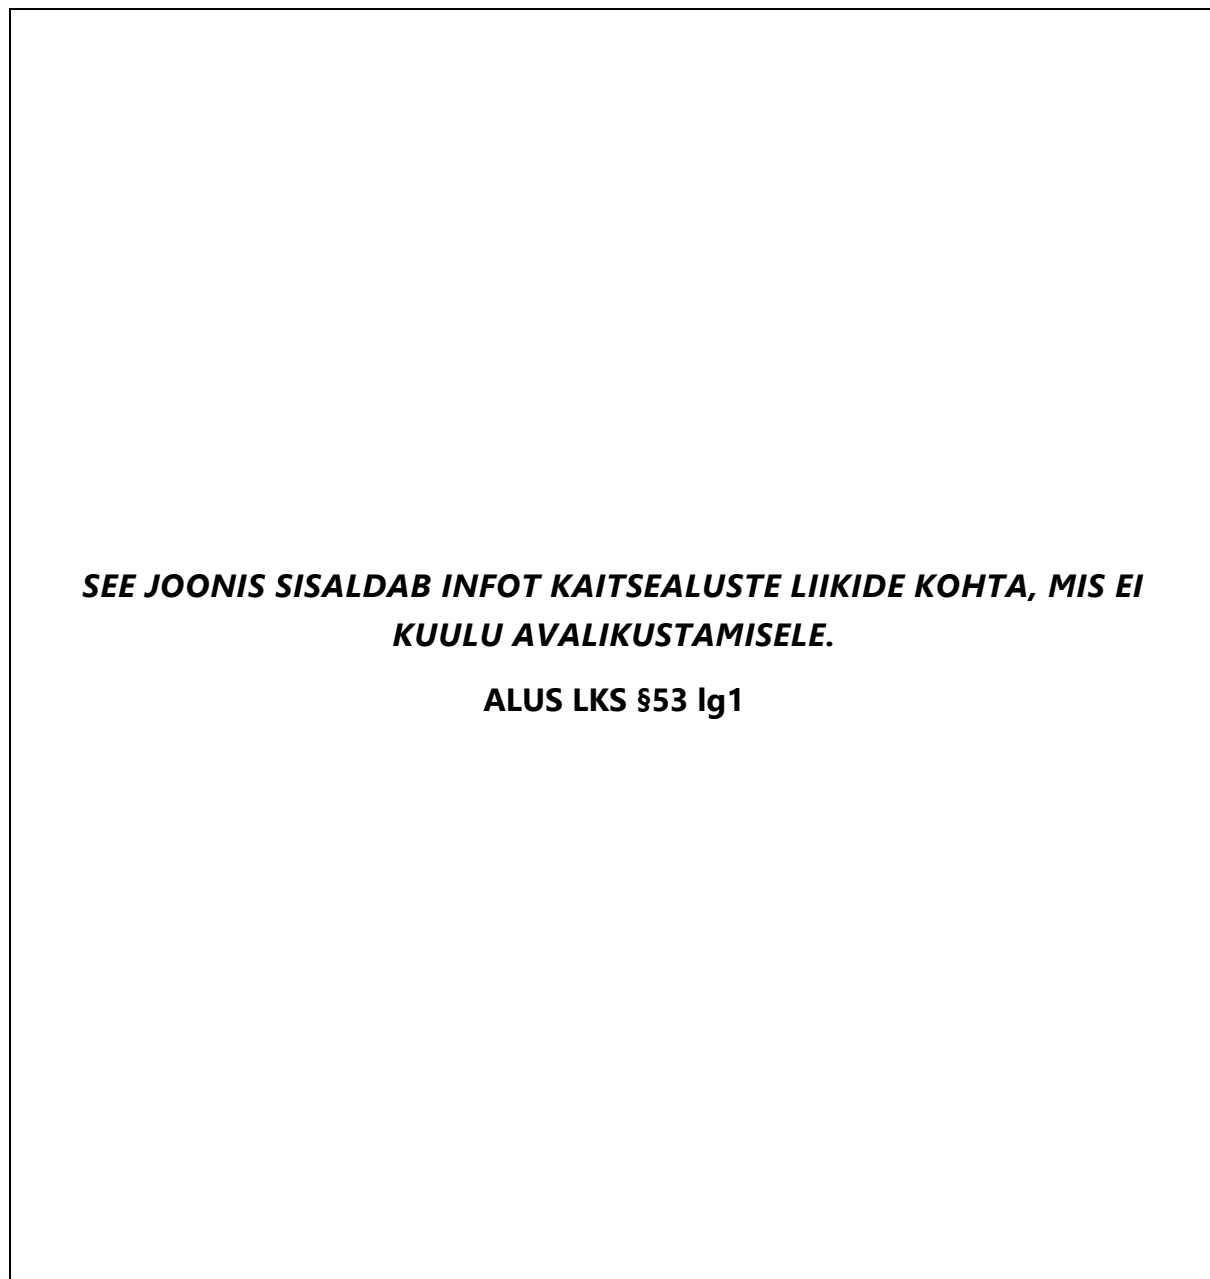 SEE JOONIS SISALDAB INFOT KAITSEALUSTE LIIKIDE KOHTA, MIS EI
KUULU AVALIKUSTAMISELE.
ALUS LKS §53 lg1